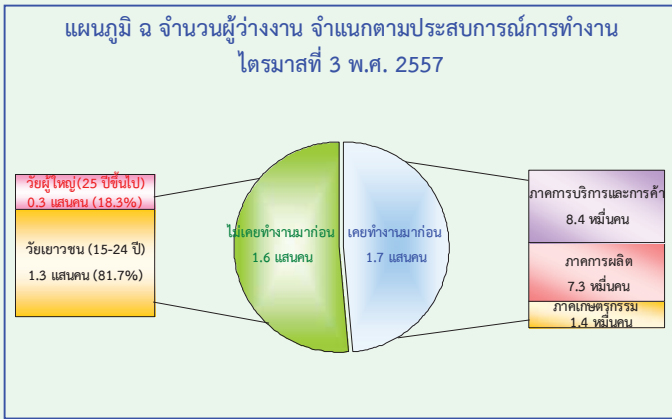 แผนภูมิ ฉ จำนวนผู้ว่างงาน จำแนกตามประสบการณ์การทำงาน
ไตรมาสที่ 3 พ.ศ. 2557
วัยผู้ใหญ่(25 ปีขึ้นไป)
0.3 แสนคน (18.3%)
วัยเยาวชน (15-24 ปี)
1.3 แสนคน (81.7%)
ไม่เคยทำงานมาก่อน
1.6 แสนคน
เคยทำงานมาก่อน
1.7 แสนคน
ภาคการบริการและการค้า
8.4 หมื่นคน
ภาคการผลิต
7.3 หมื่นคน
ภาคเกษตรกรรม
1.4 หมื่นคน